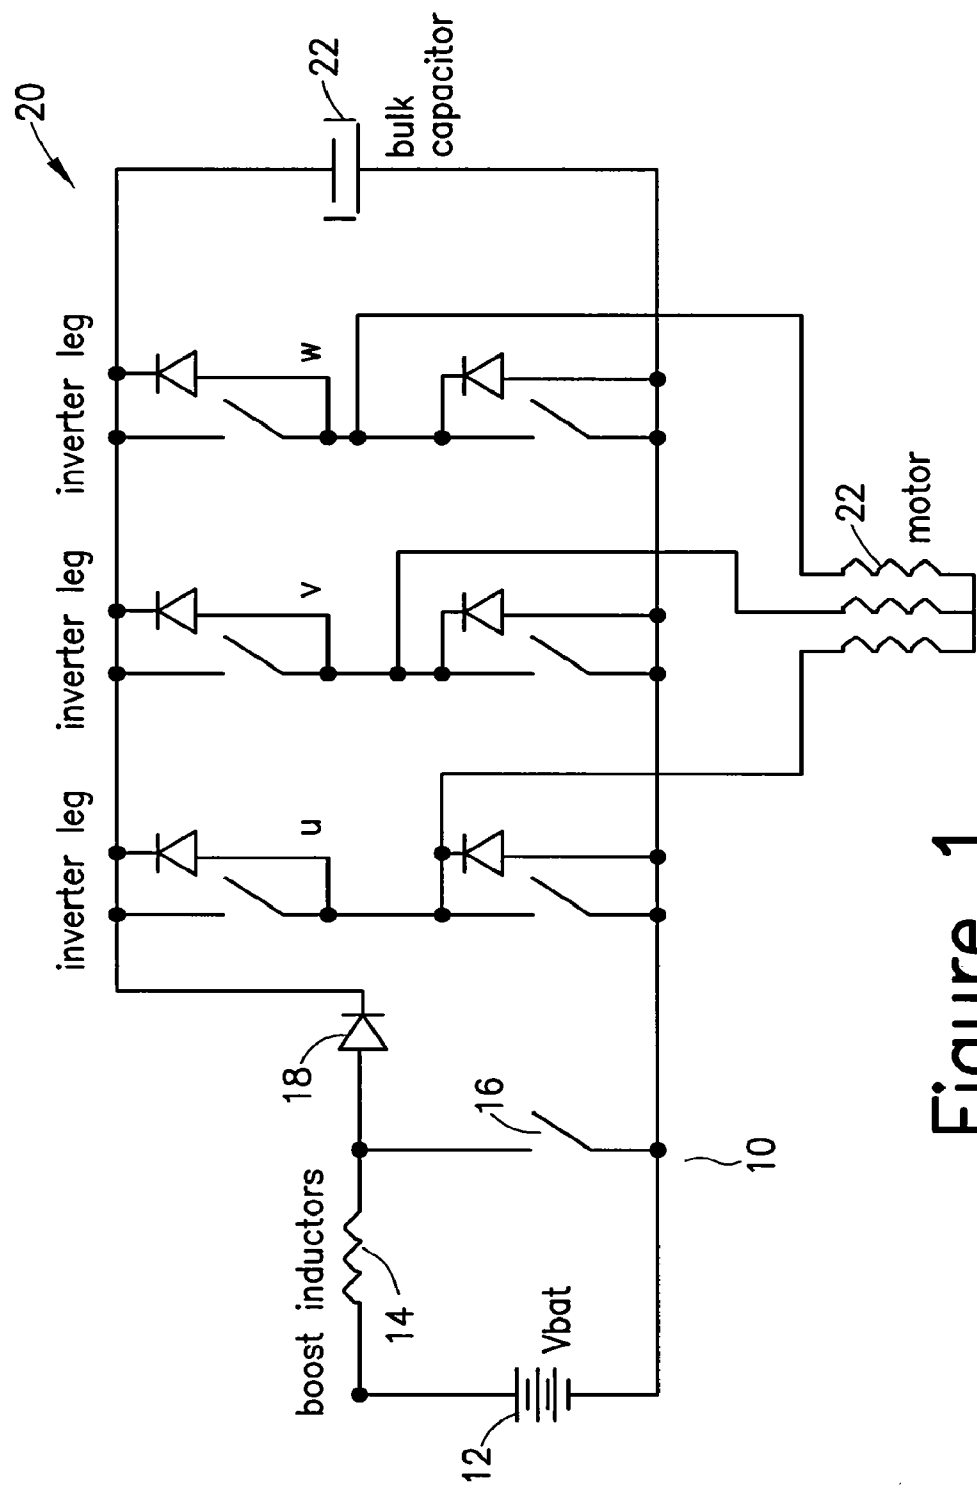 20
inverter leg
inverter leg
inverter leg
22
bulk
capacitor
u
v
w
18
boost inductors
14
16
12
Vbat
10
22
motor
Figure 1